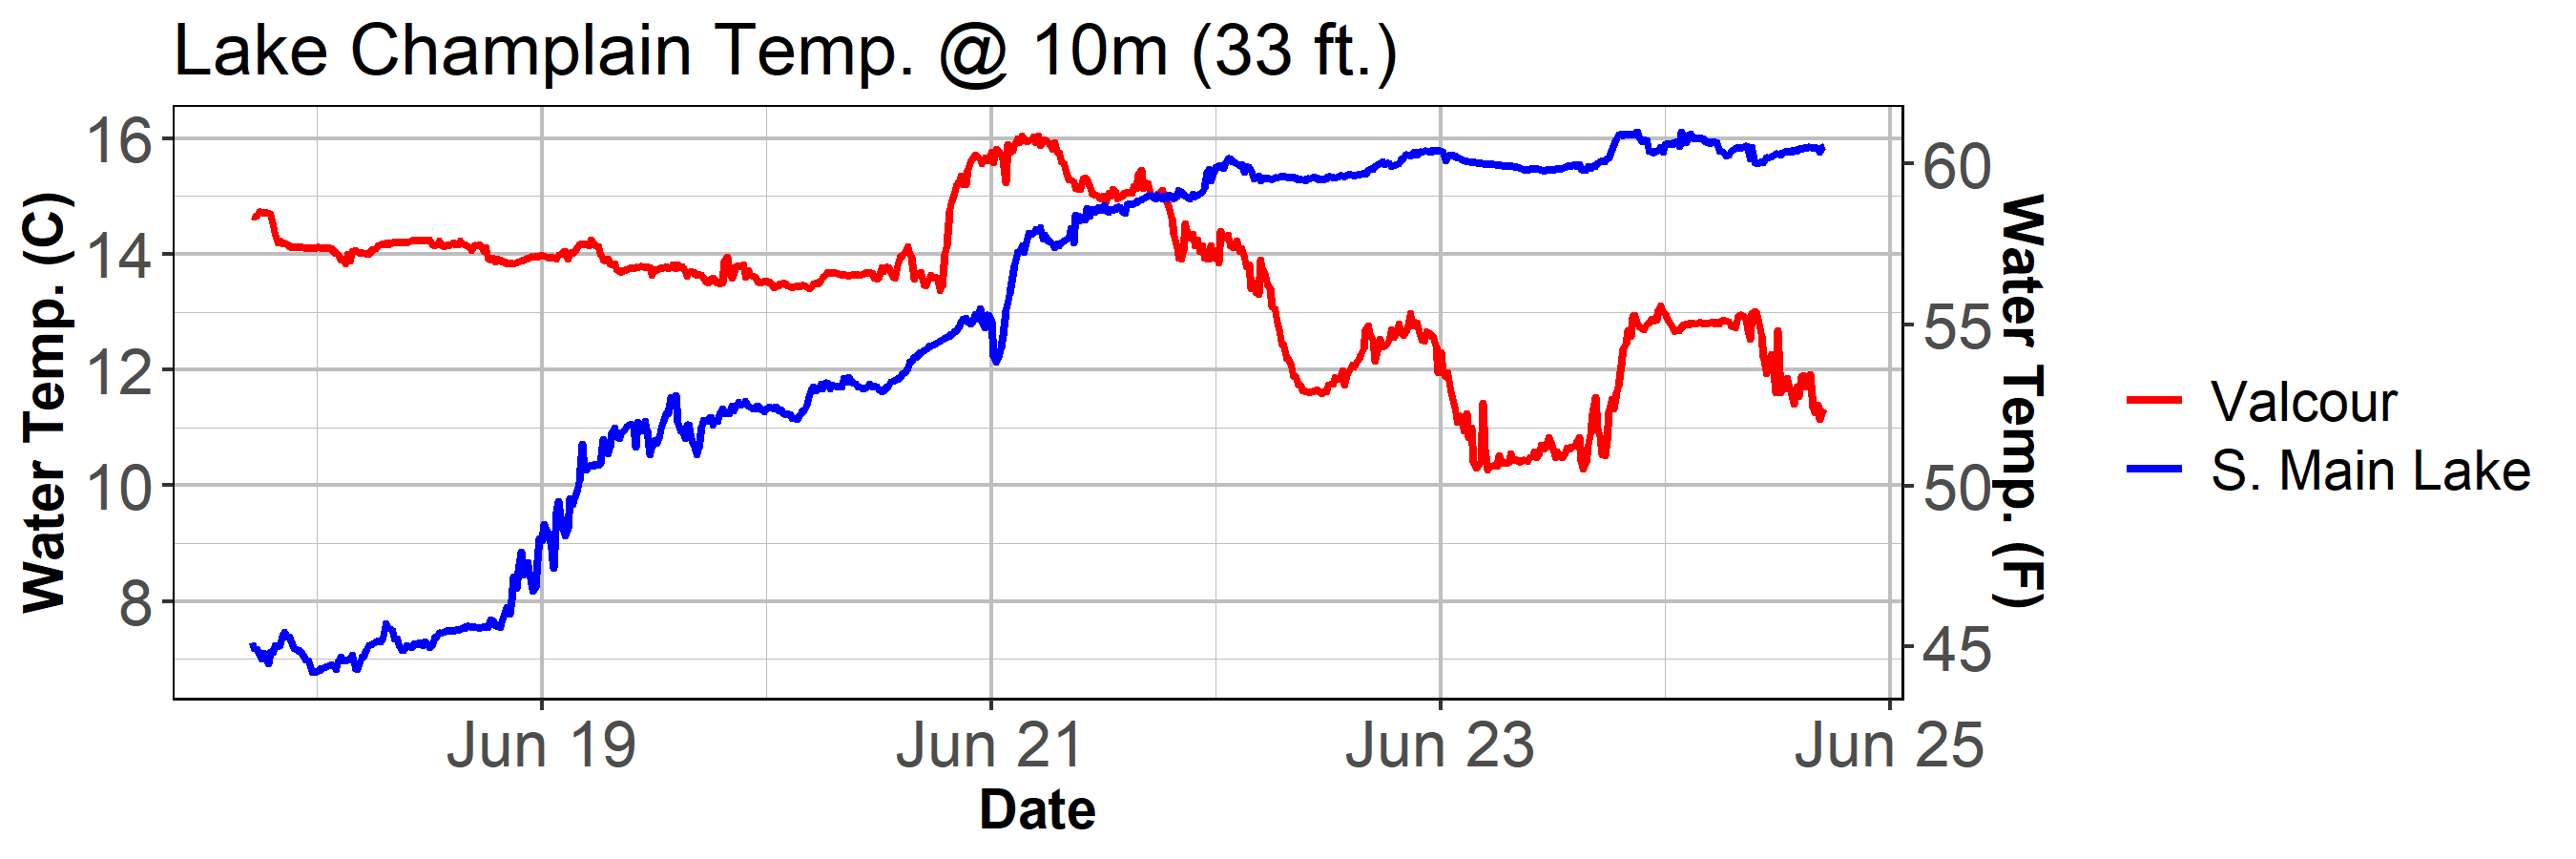 Lake Champlain Temp. @ 10m (33 ft.)
Water Temp. (C)
16
14
12
10
8
60
55
50
45
Water Temp. (F)
Jun 19
Jun 21
Jun 23
Jun 25
Date
Valcour
S. Main Lake